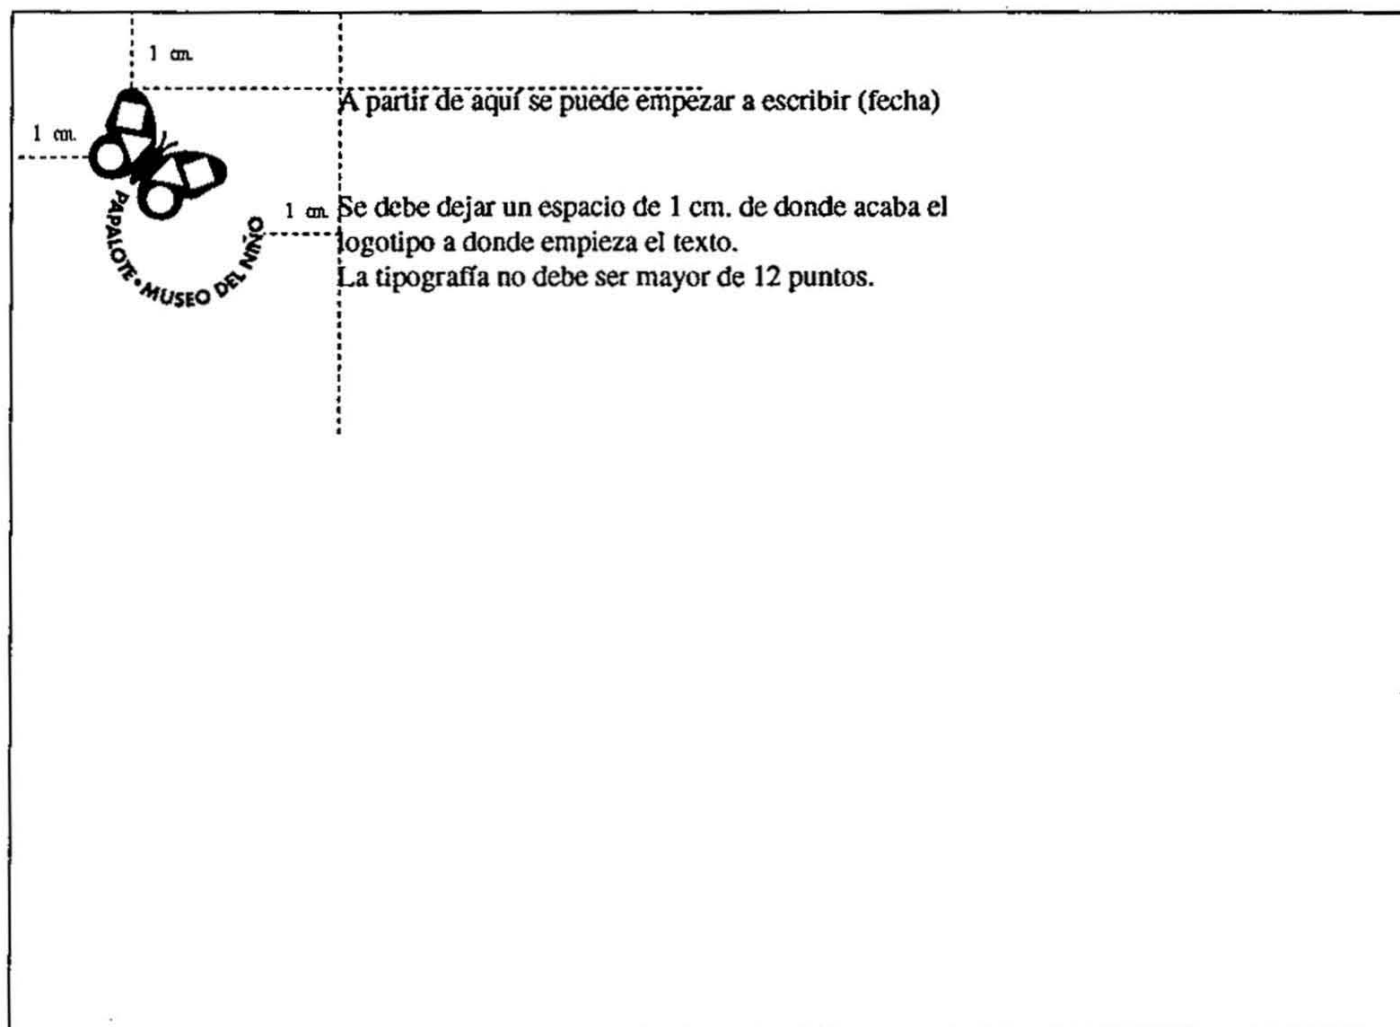 1 cm.
A partir de aquí se puede empezar a escribir (fecha)
1 cm.
1 cm.
Se debe dejar un espacio de 1 cm. de donde acaba el
logotipo a donde empieza el texto.
La tipografía no debe ser mayor de 12 puntos.
PAPALOTE • MUSEO DEL NIÑO